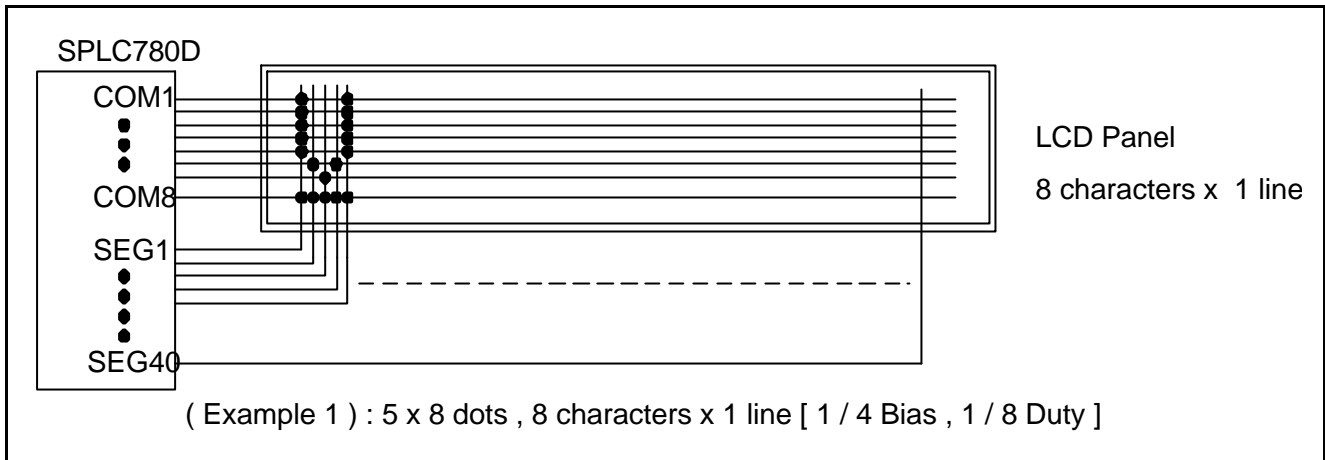 SPLC780D
COM1
COM8
SEG1
SEG40
LCD Panel
8 characters x 1 line
( Example 1 ) : 5 x 8 dots , 8 characters x 1 line [ 1 / 4 Bias , 1 / 8 Duty ]